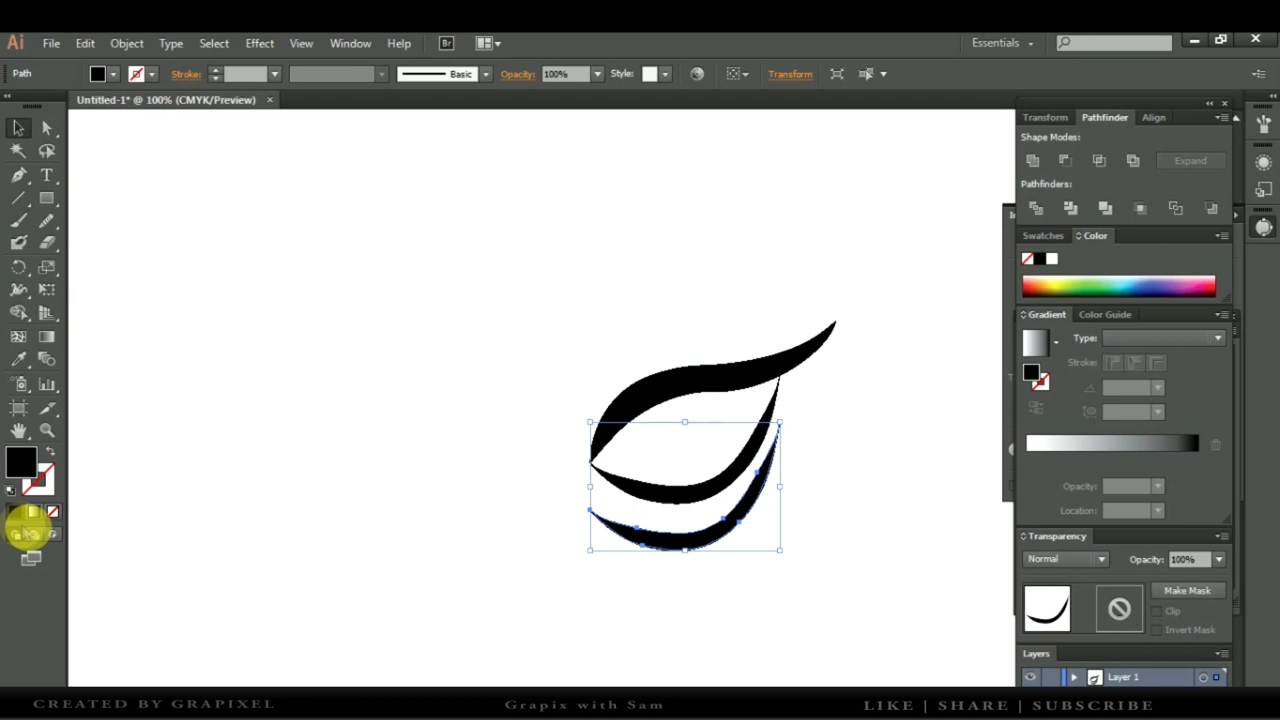 Ai File Edit Object Type Select Effect View Window Help Br Essentials
Path Stroke: Basic Opacity: 100% Style: Transform
Untitled-1* @ 100% (CMYK/Preview)
Transform Pathfinder Align
Shape Modes:
Expand
Pathfinders:
Swatches Color
Gradient Color Guide
Type:
Stroke:
Opacity:
Location:
Transparency
Normal Opacity: 100%
Make Mask
Clip
Invert Mask
Layers
Layer 1
CREATED BY GRAPIXEL Grapix with Sam LIKE | SHARE | SUBSCRIBE